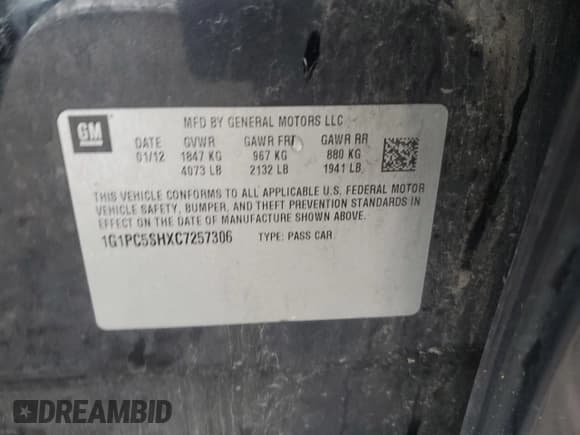 GM
MFD BY GENERAL MOTORS LLC
DATE GVWR GAWR FRT GAWR RR
01/12 1847 KG 967 KG 880 KG
4073 LB 2132 LB 1941 LB
THIS VEHICLE CONFORMS TO ALL APPLICABLE U.S. FEDERAL MOTOR
VEHICLE SAFETY, BUMPER, AND THEFT PREVENTION STANDARDS IN
EFFECT ON THE DATE OF MANUFACTURE SHOWN ABOVE.
1G1PC5SHXC7257306 TYPE: PASS CAR
DREAMBID